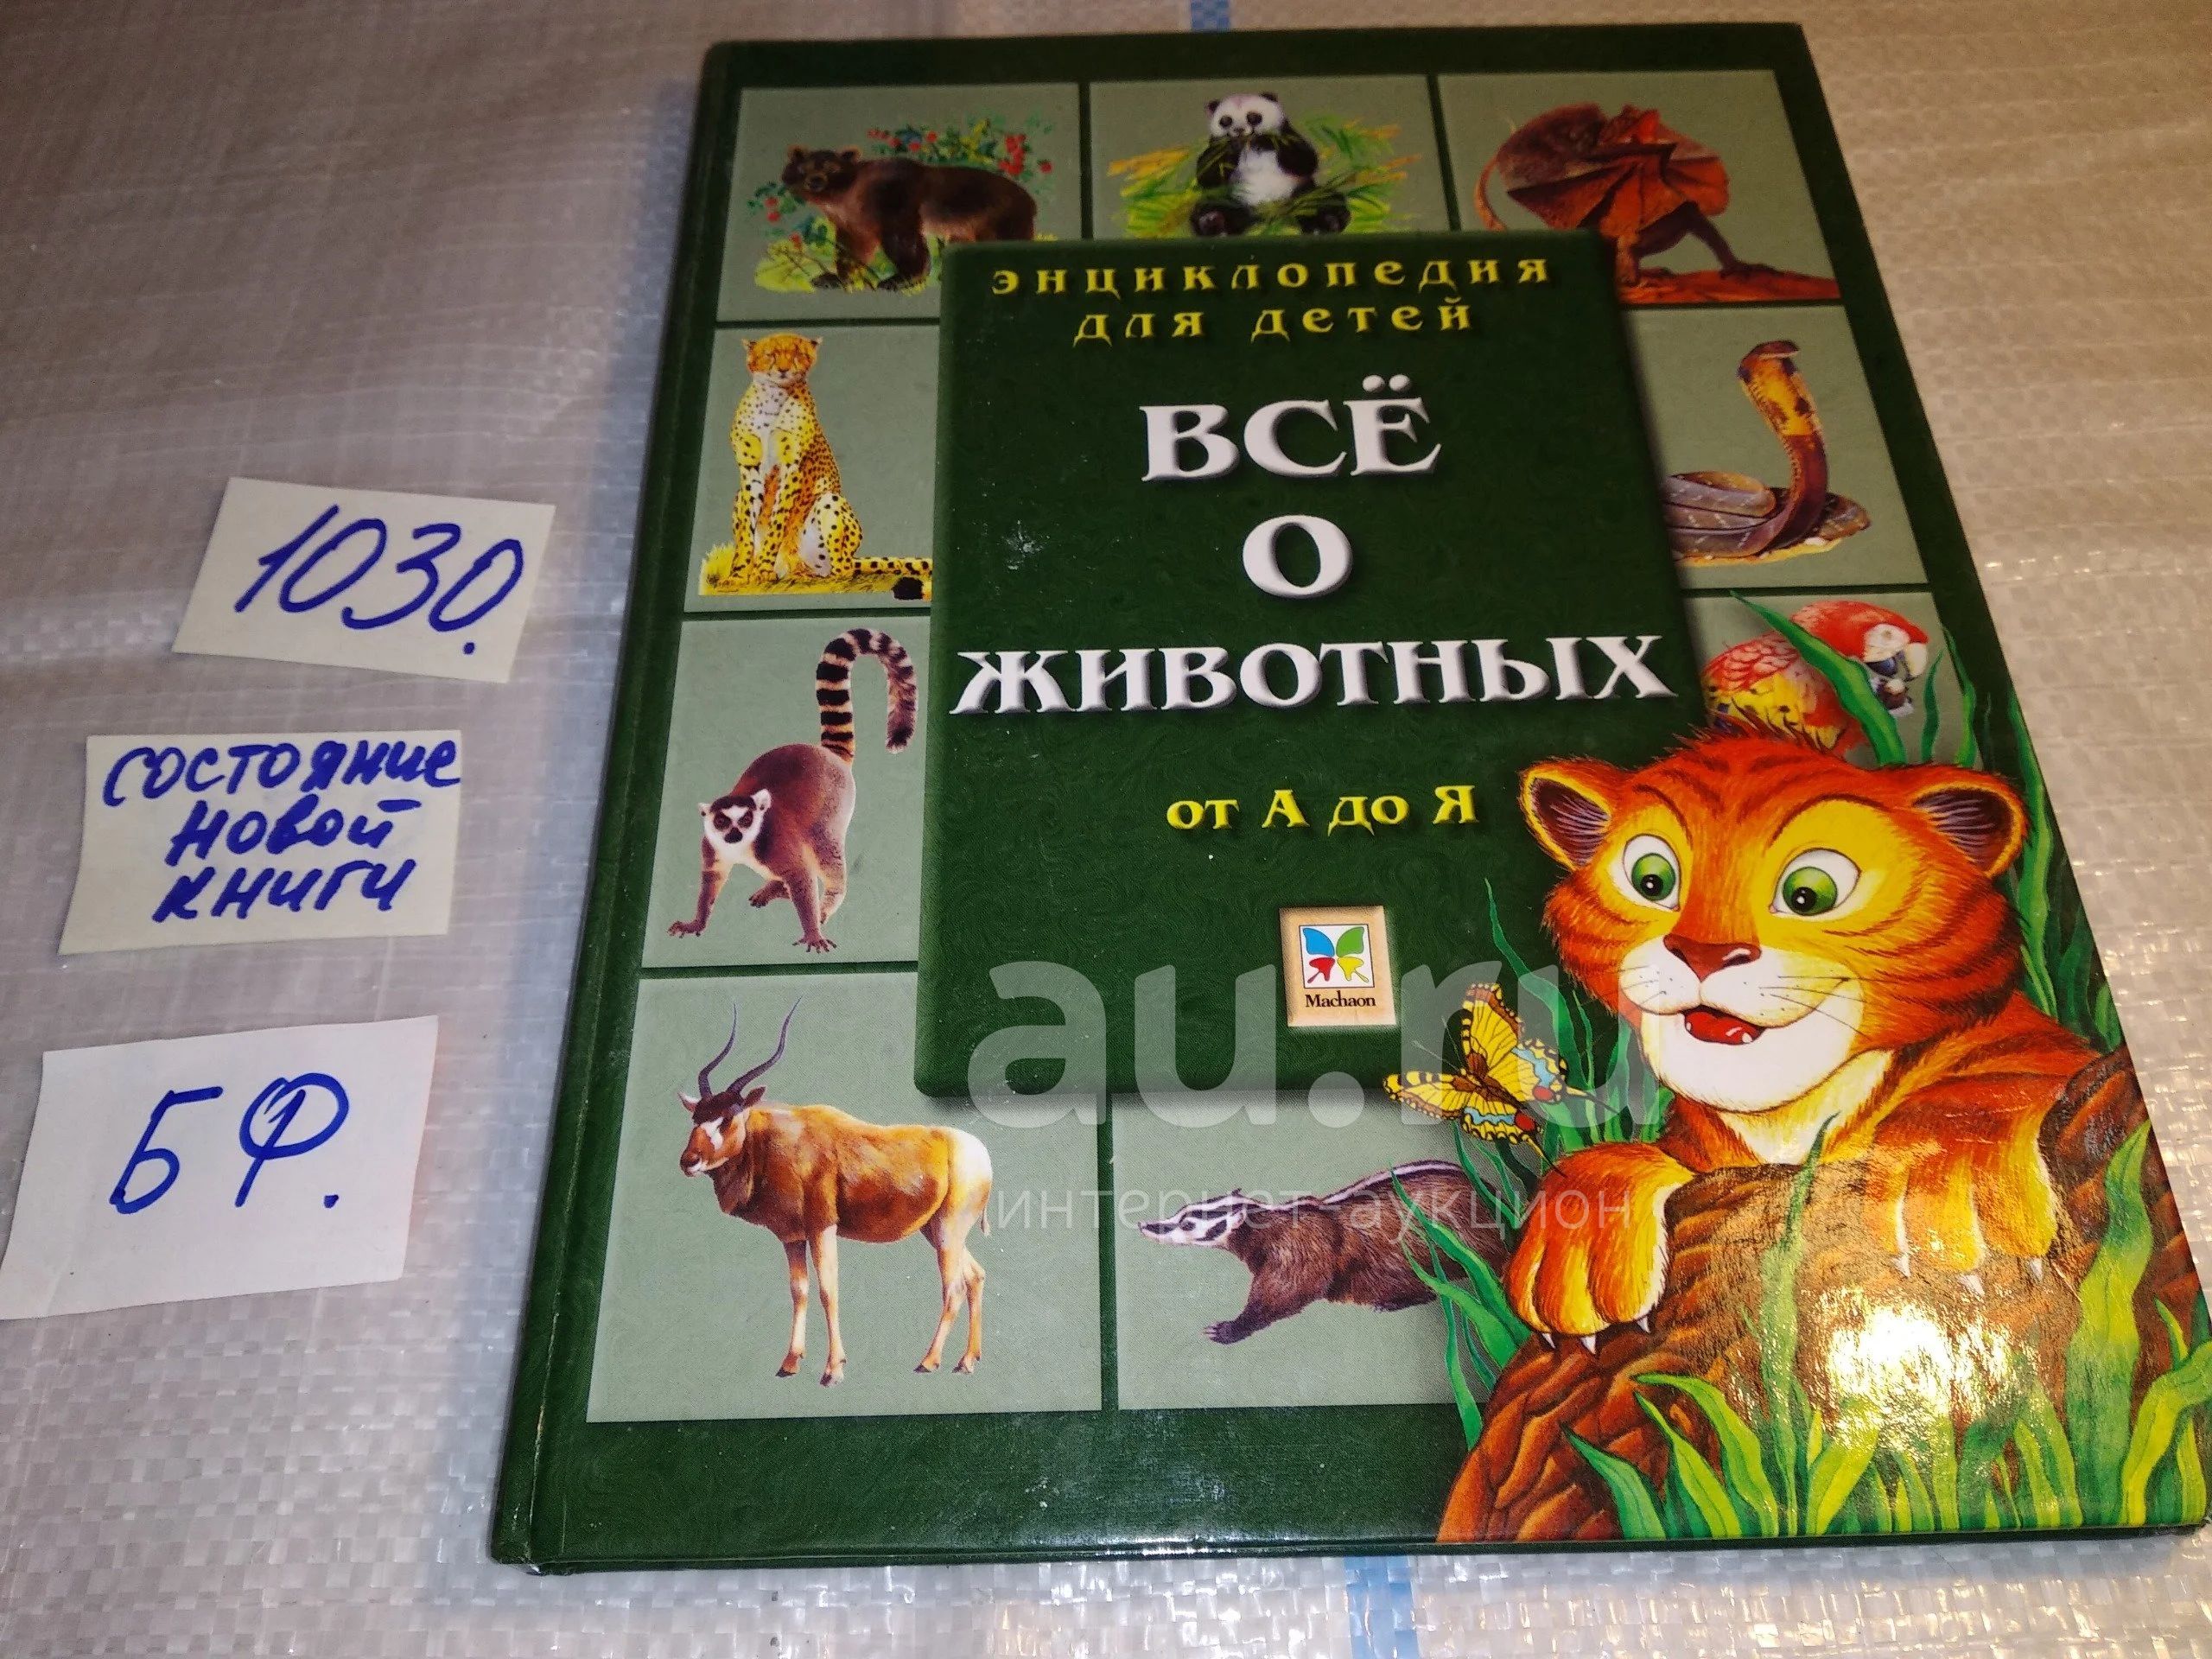 ЭНЦИКЛОПЕДИЯ
ДЛЯ ДЕТЕЙ
ВСЁ
О
ЖИВОТНЫХ
от А до Я
Machaon
1030.
состояние
новой
книги
БФ.
au.ru
интернет-аукцион